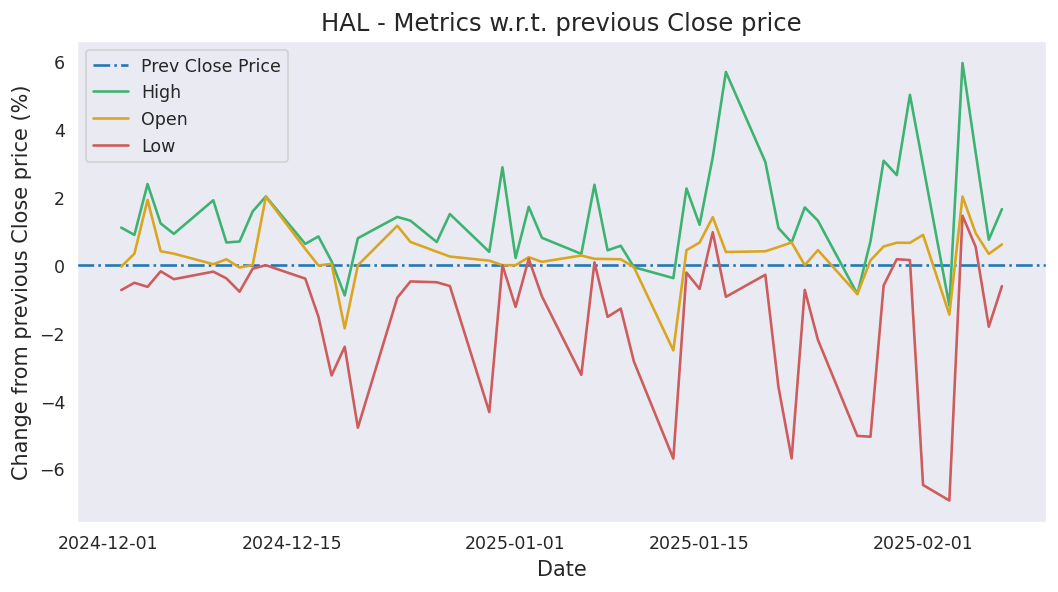 HAL - Metrics w.r.t. previous Close price
Prev Close Price
High
Open
Low
Change from previous Close price (%)
6
4
2
0
−2
−4
−6
2024-12-01
2024-12-15
2025-01-01
2025-01-15
2025-02-01
Date